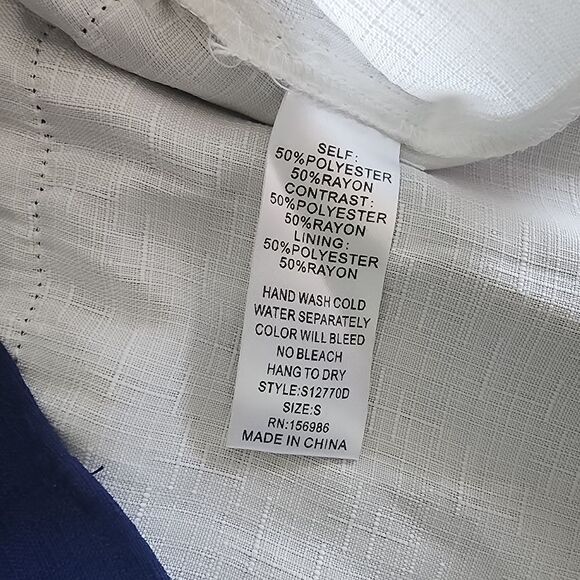 SELF:
50%POLYESTER
50%RAYON
CONTRAST:
50%POLYESTER
50%RAYON
LINING:
50%POLYESTER
50%RAYON
HAND WASH COLD
WATER SEPARATELY
COLOR WILL BLEED
NO BLEACH
HANG TO DRY
STYLE:S12770D
SIZE:S
RN:156986
MADE IN CHINA